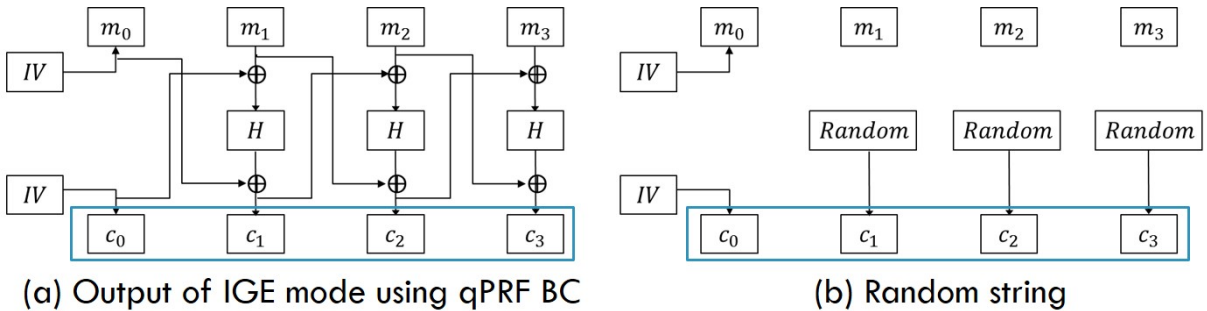 m₀ m₁ m₂ m₃ m₀ m₁ m₂ m₃
IV IV
⊕ ⊕ ⊕
H H H Random Random Random
IV ⊕ ⊕ ⊕ IV
c₀ c₁ c₂ c₃ c₀ c₁ c₂ c₃
(a) Output of IGE mode using qPRF BC (b) Random string